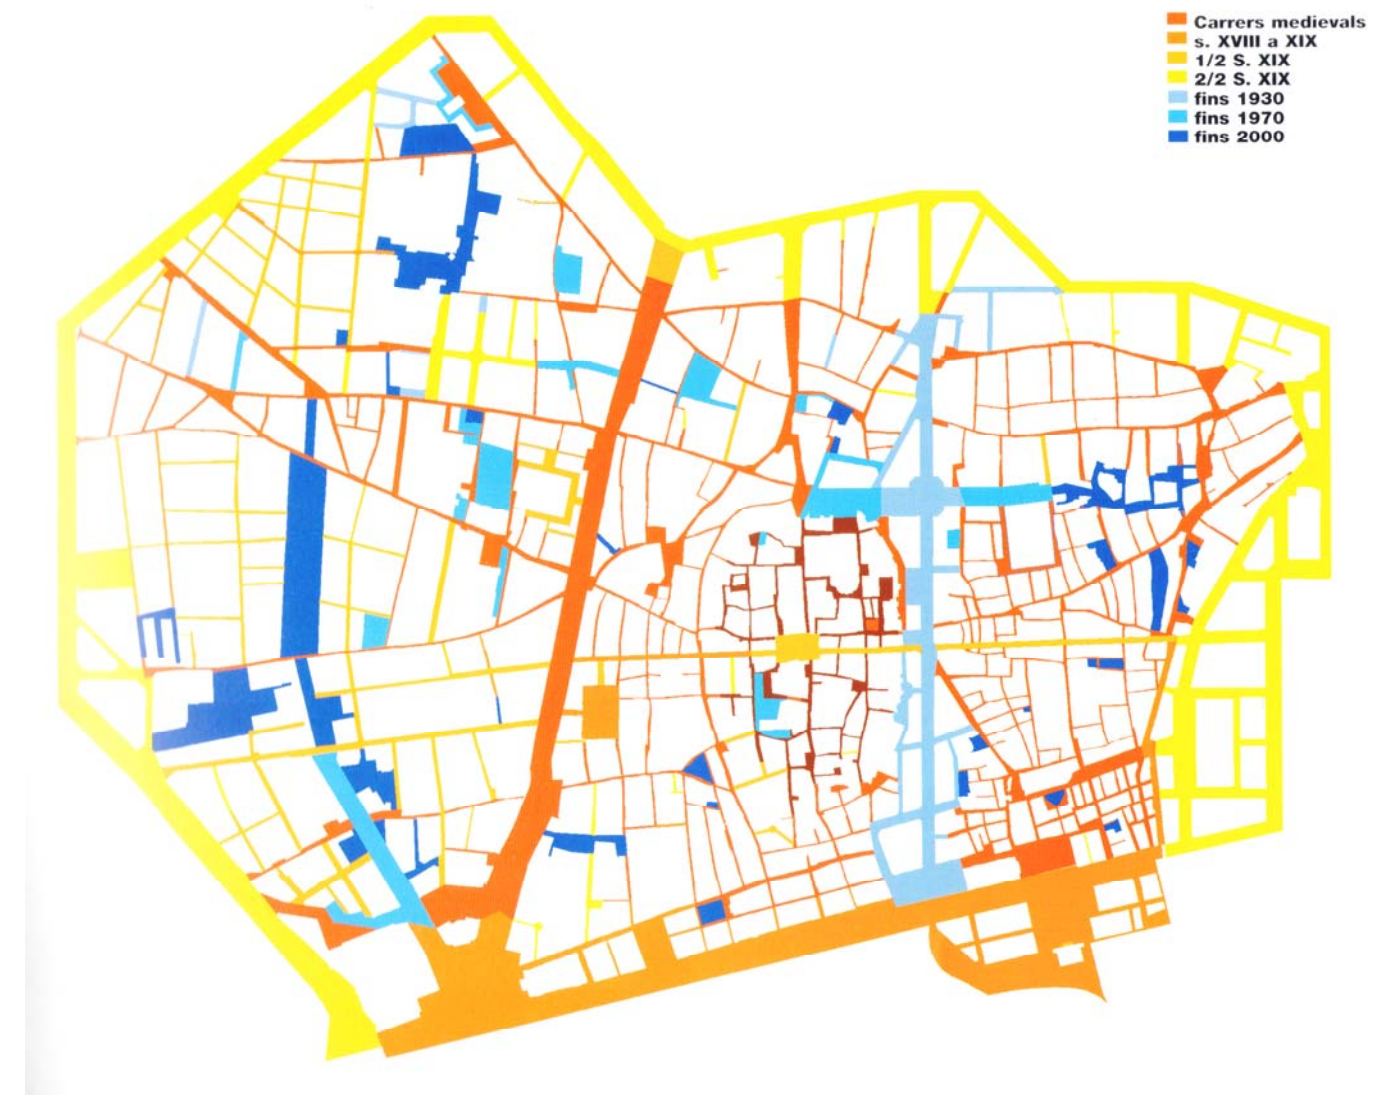 Carrers medievals
s. XVIII a XIX
1/2 S. XIX
2/2 S. XIX
fins 1930
fins 1970
fins 2000